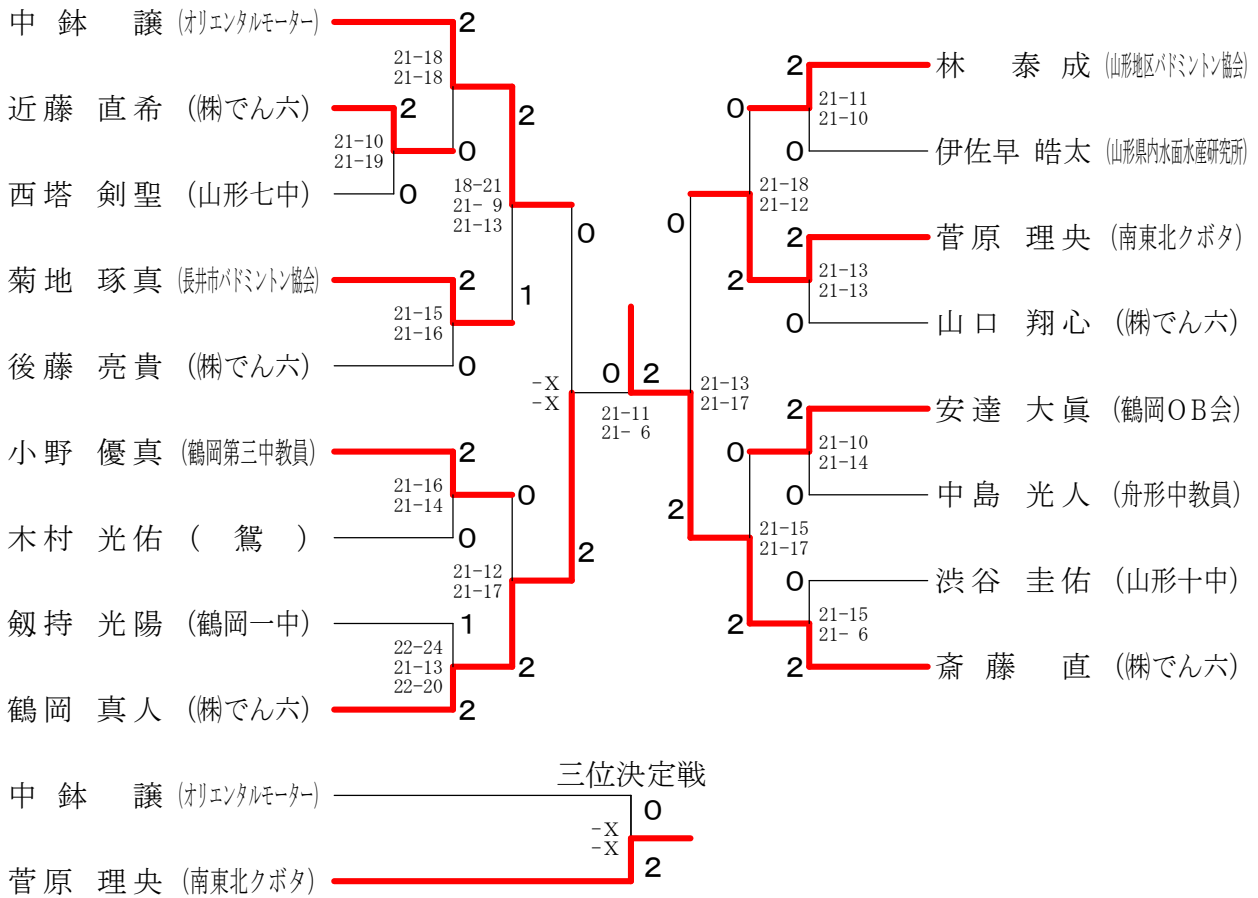 中鉢 譲 (オリエンタルモーター)
2
21-18
21-18
近藤 直希 (㈱でん六)
2
21-10
21-19
0
2
西塔 剣聖 (山形七中)
0
18-21
21- 9
21-13
0
菊地 琢真 (長井市バドミントン協会)
2
21-15
21-16
1
後藤 亮貴 (㈱でん六)
0
-X
-X
小野 優真 (鶴岡第三中教員)
2
21-16
21-14
0
木村 光佑 ( 鴛 )
0
21-12
21-17
2
剱持 光陽 (鶴岡一中)
1
22-24
21-13
22-20
2
鶴岡 真人 (㈱でん六)
2
0 2
21-11
21- 6
2 林 泰成 (山形地区バドミントン協会)
0
21-11
21-10
0 伊佐早 皓太 (山形県内水面水産研究所)
21-18
21-12
0
2 菅原 理央 (南東北クボタ)
2
21-13
21-13
0 山口 翔心 (㈱でん六)
21-13
21-17
2 安達 大眞 (鶴岡OB会)
0
21-10
21-14
0 中島 光人 (舟形中教員)
2
21-15
21-17
0 渋谷 圭佑 (山形十中)
2
21-15
21- 6
2 斎藤 直 (㈱でん六)
三位決定戦
中鉢 譲 (オリエンタルモーター)
0
-X
-X
2
菅原 理央 (南東北クボタ)